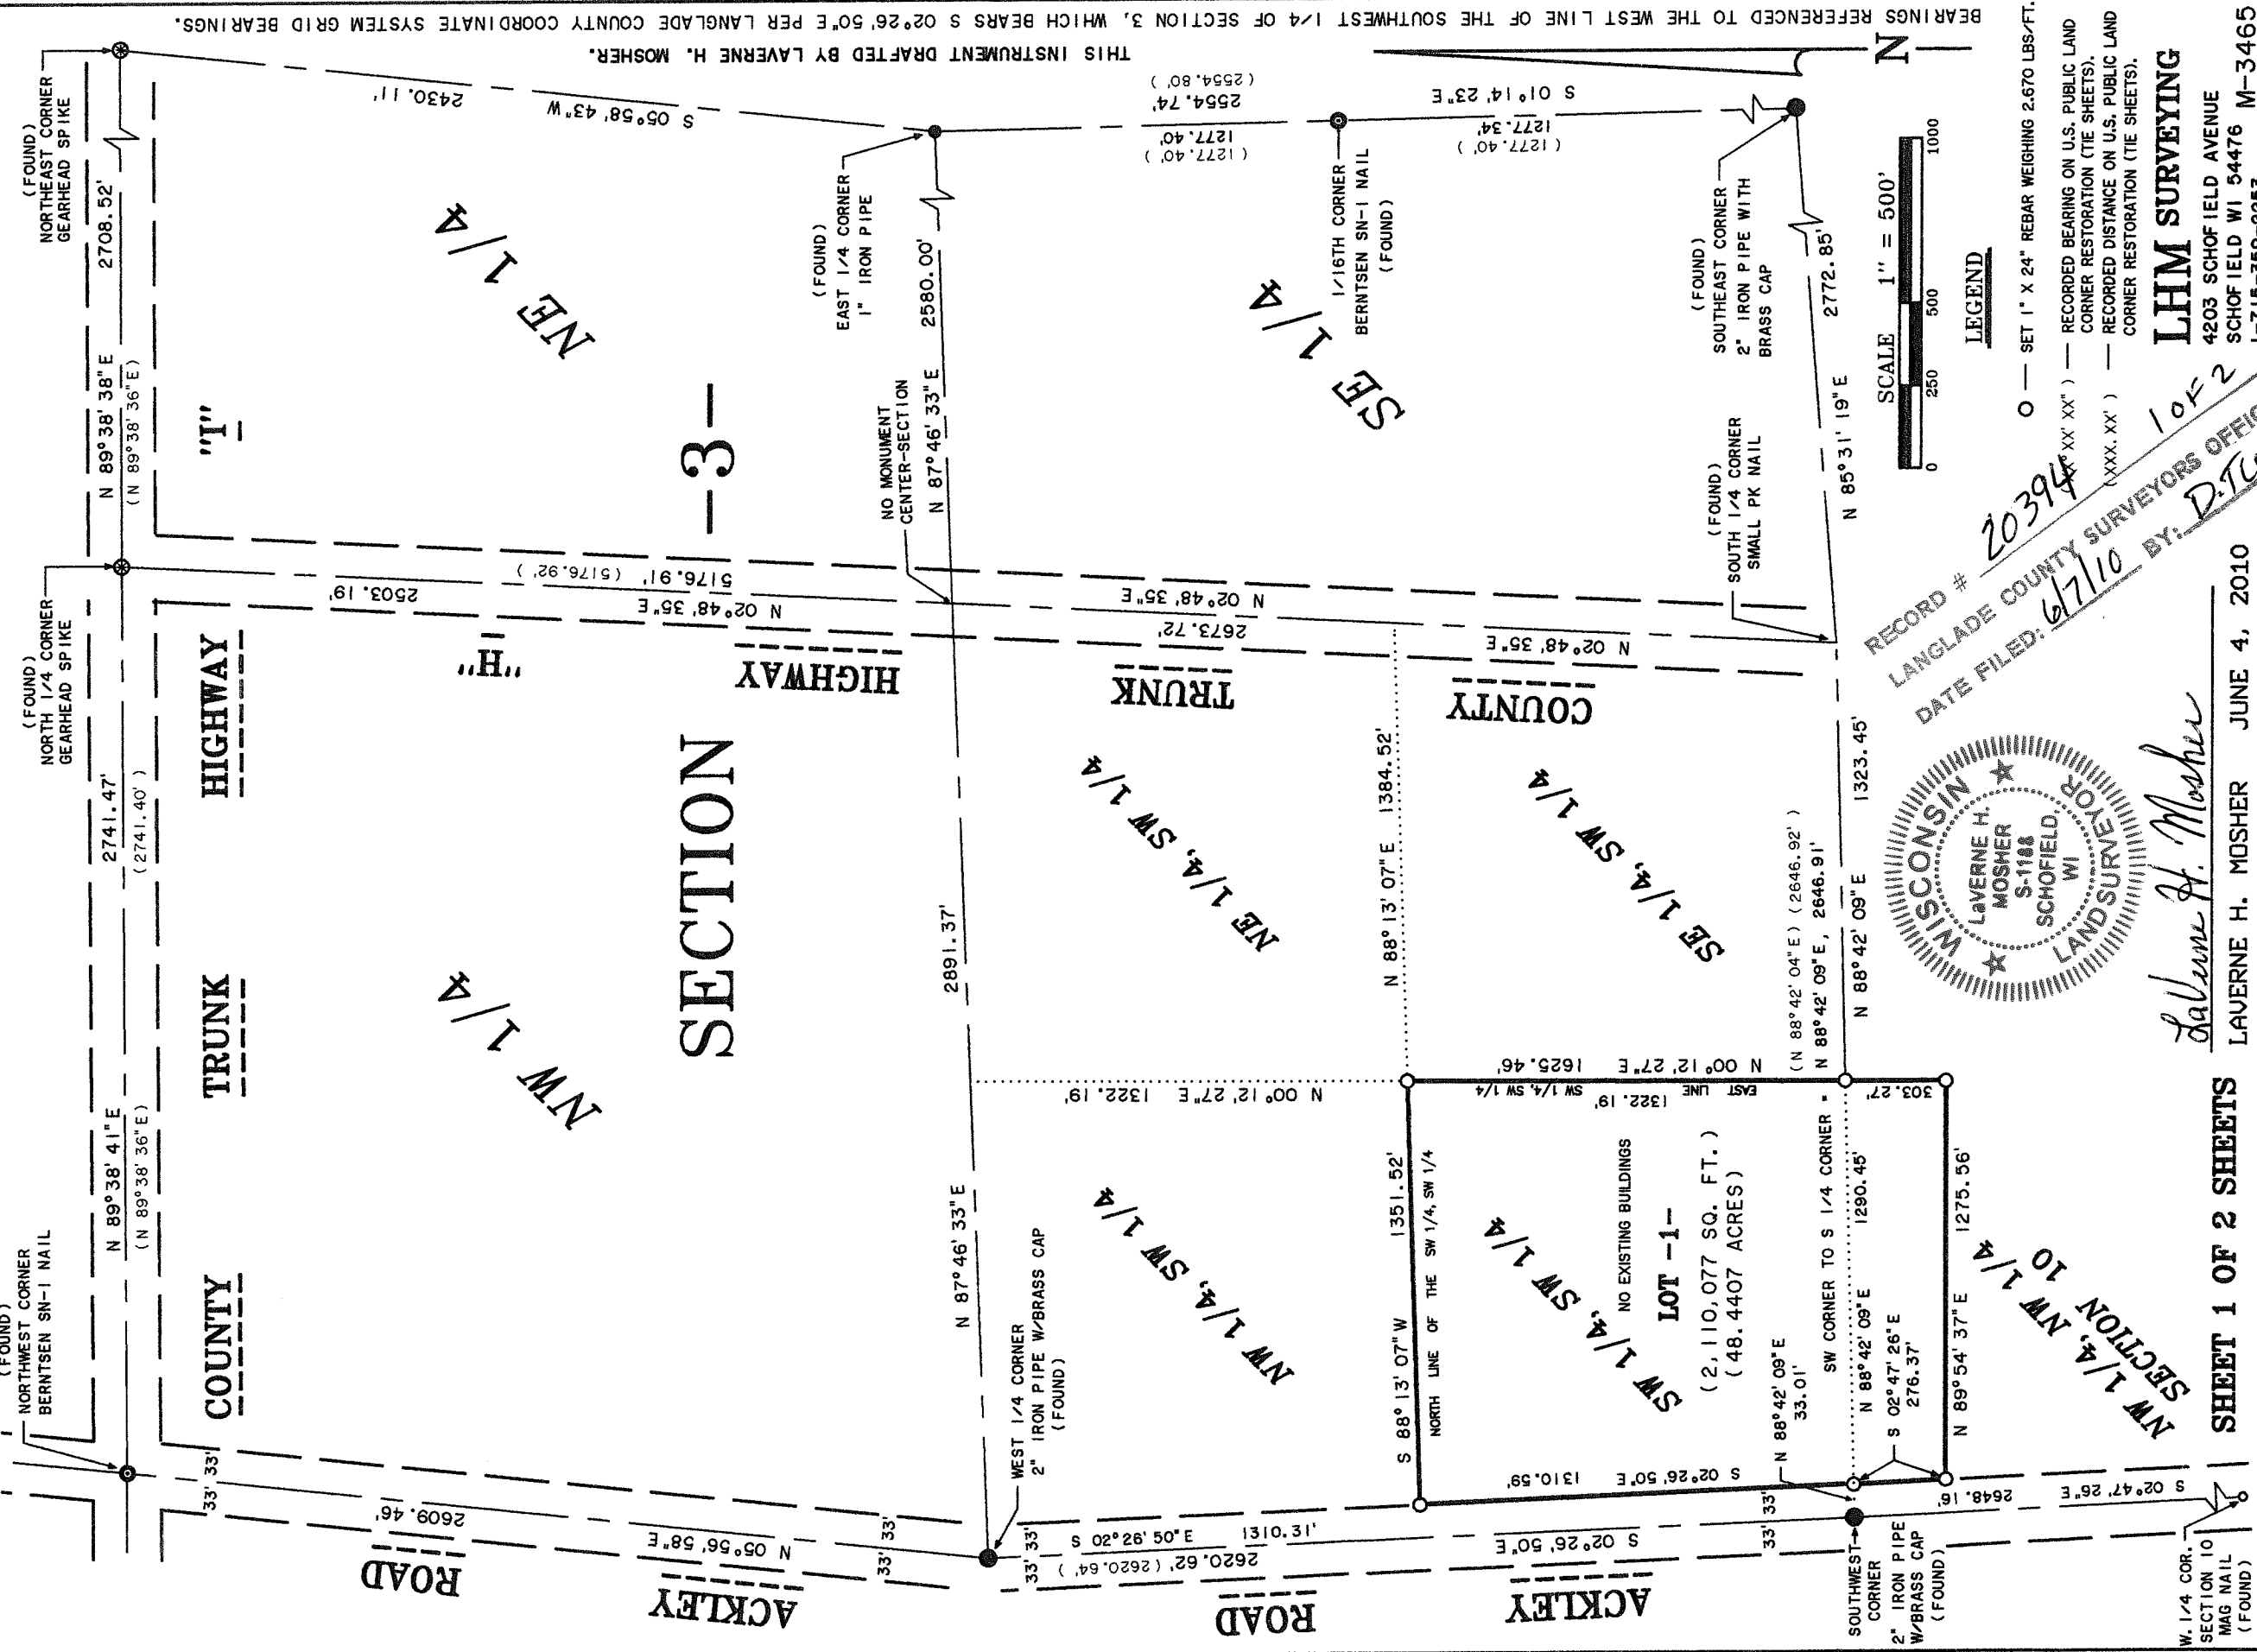 BEARINGS REFERENCED TO THE WEST LINE OF THE SOUTHWEST 1/4 OF SECTION 3, WHICH BEARS S 02°26'50"E PER LANGLADE COUNTY COORDINATE SYSTEM GRID BEARINGS.
THIS INSTRUMENT DRAFTED BY LAVERNE H. MOSHER.
(FOUND)
NORTHWEST CORNER
BERNTSEN SN-1 NAIL
N 89°38'41"E
(N 89°38'36"E)
2741.47'
(2741.40')
(FOUND)
NORTH 1/4 CORNER
GEARHEAD SPIKE
N 89°38'38"E
(N 89°38'36"E)
2708.52'
(FOUND)
NORTHEAST CORNER
GEARHEAD SPIKE
COUNTY
TRUNK
HIGHWAY
"I"
33'
33'
2609.46'
N 05°56'58"E
ROAD
ACKLEY
33'
33'
NW 1/4
NE 1/4
SECTION
-3-
2503.19'
5176.91' (5176.92')
N 02°48'35"E
"H"
HIGHWAY
TRUNK
COUNTY
S 05°58'43"W
2430.11'
(FOUND)
EAST 1/4 CORNER
1" IRON PIPE
NO MONUMENT
CENTER-SECTION
N 87°46'33"E
2580.00'
N 87°46'33"E
2891.37'
WEST 1/4 CORNER
2" IRON PIPE W/BRASS CAP
(FOUND)
33'
33'
S 02°26'50"E
1310.31'
2620.62' (2620.64')
S 02°26'50"E
ROAD
ACKLEY
NW 1/4, SW 1/4
N 00°12'27"E
1322.19'
NE 1/4, SW 1/4
N 02°48'35"E
2673.72'
N 02°48'35"E
SE 1/4
2554.74'
(2554.80')
1277.40'
(1277.40')
1/16TH CORNER
BERNTSEN SN-1 NAIL
(FOUND)
S 01°14'23"E
1277.34'
(1277.40')
(FOUND)
SOUTHEAST CORNER
2" IRON PIPE WITH
BRASS CAP
S 88°13'07"W
1351.52'
NORTH LINE OF THE SW 1/4, SW 1/4
N 88°13'07"E
1384.52'
SE 1/4, SW 1/4
S 02°26'50"E
1310.59'
SW 1/4, SW 1/4
NO EXISTING BUILDINGS
LOT -1-
(2,110,077 SQ. FT.)
(48.4407 ACRES)
EAST LINE SW 1/4, SW 1/4
1322.19'
N 00°12'27"E
1625.46'
(FOUND)
SOUTH 1/4 CORNER
SMALL PK NAIL
N 85°31'19"E
2772.85'
N 88°42'09"E
33.01'
SW CORNER TO S 1/4 CORNER =
(N 88°42'04"E) (2646.92')
N 88°42'09"E, 2646.91'
N 88°42'09"E
1290.45'
N 88°42'09"E
1323.45'
33'
33'
SOUTHWEST
CORNER
2" IRON PIPE
W/BRASS CAP
(FOUND)
S 02°47'26"E
276.37'
303.27'
N 89°54'37"E
1275.56'
2648.16'
S 02°47'26"E
NW 1/4, NW 1/4
SECTION 10
W. 1/4 COR.
SECTION 10
MAG NAIL
(FOUND)
N
SCALE 1" = 500'
0 250 500 1000
LEGEND
SET 1" X 24" REBAR WEIGHING 2.670 LBS/FT.
RECORDED BEARING ON U.S. PUBLIC LAND
CORNER RESTORATION (TIE SHEETS).
(XXX.XX') RECORDED DISTANCE ON U.S. PUBLIC LAND
CORNER RESTORATION (TIE SHEETS).
LHM SURVEYING
4203 SCHOFIELD AVENUE
SCHOFIELD WI 54476 M-3465
RECORD # 20394 1 OF 2
LANGLADE COUNTY SURVEYORS
DATE FILED: 6/7/10 BY:
WISCONSIN
LaVERNE H.
MOSHER
S-1188
SCHOFIELD,
WI
LAND SURVEYOR
LaVerne H. Mosher
LAVERNE H. MOSHER JUNE 4, 2010
SHEET 1 OF 2 SHEETS